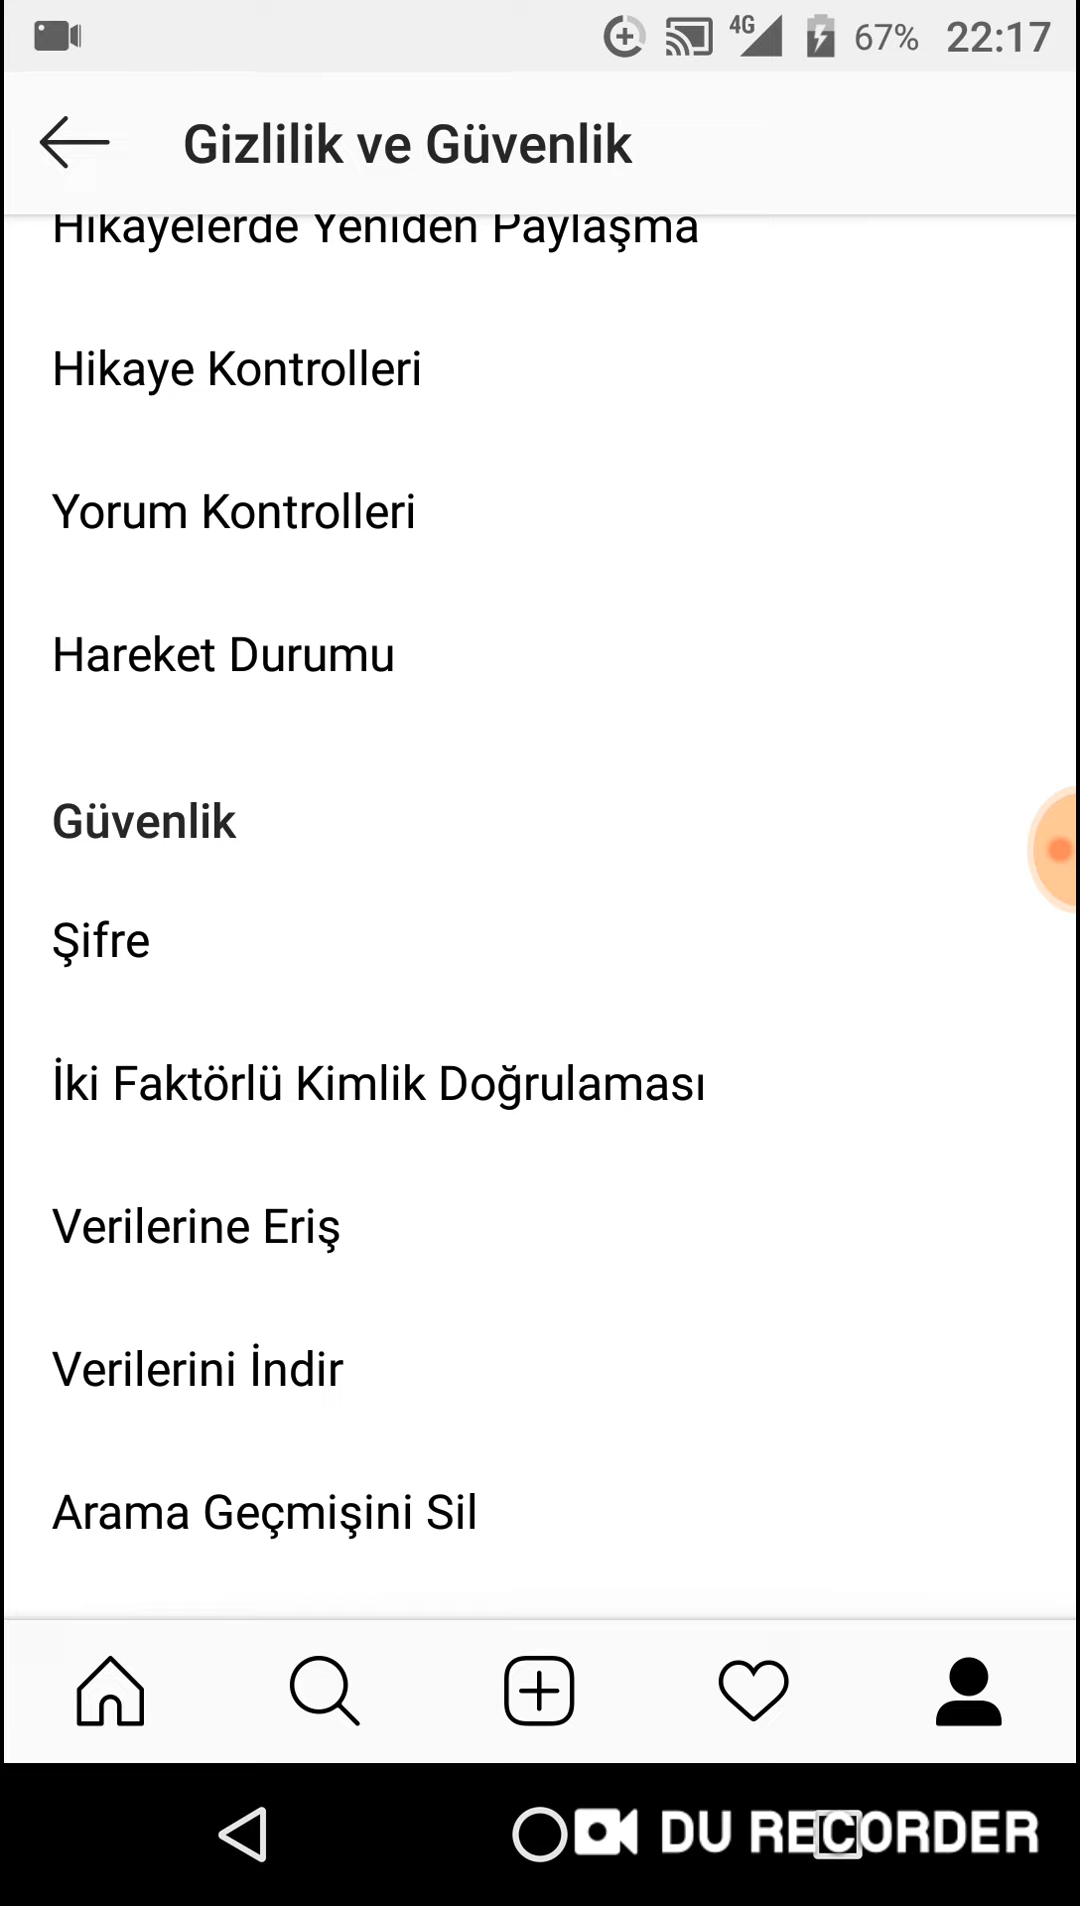 4G 67% 22:17
Gizlilik ve Güvenlik
Hikayelerde Yeniden Paylaşma
Hikaye Kontrolleri
Yorum Kontrolleri
Hareket Durumu
Güvenlik
Şifre
İki Faktörlü Kimlik Doğrulaması
Verilerine Eriş
Verilerini İndir
Arama Geçmişini Sil
DU RECORDER